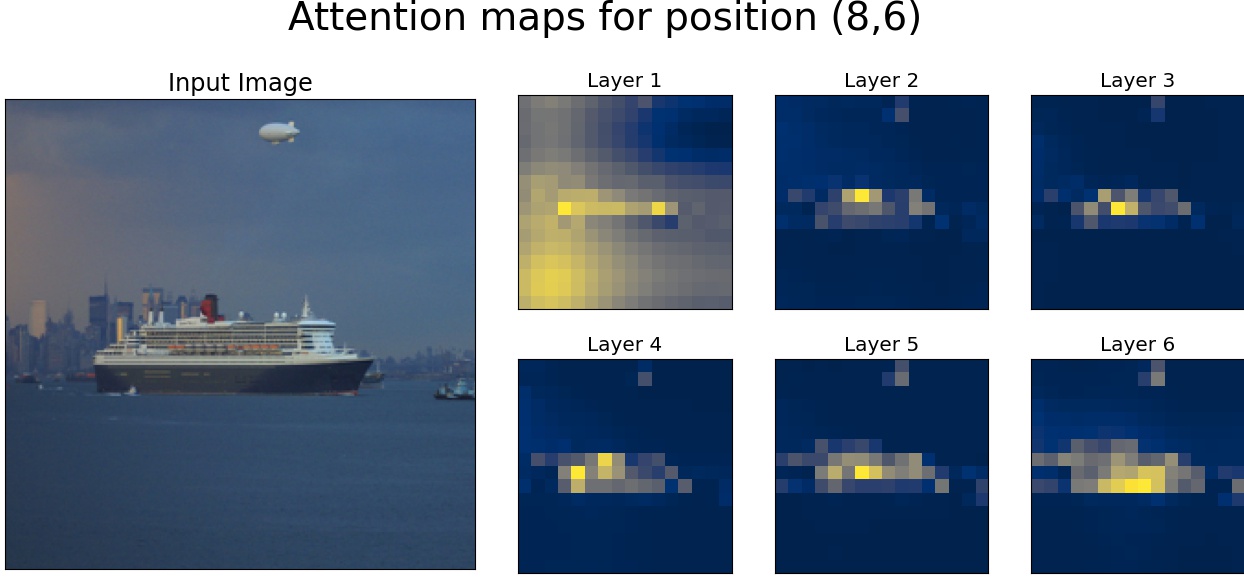 Attention maps for position (8,6)
Input Image
Layer 1
Layer 2
Layer 3
Layer 4
Layer 5
Layer 6